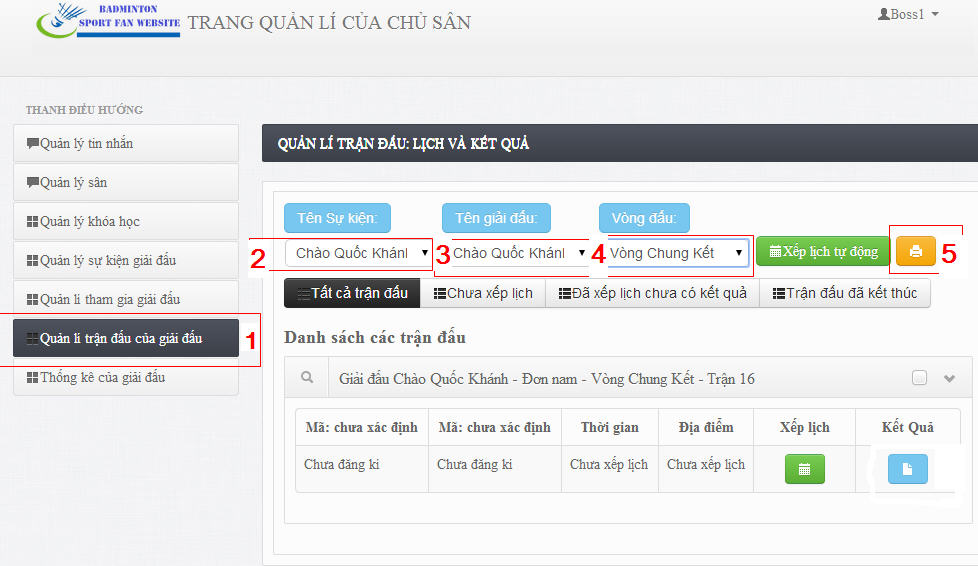 BADMINTON
SPORT FAN WEBSITE
TRANG QUẢN LÍ CỦA CHỦ SÂN
Boss1
THANH ĐIỀU HƯỚNG
Quản lý tin nhắn
Quản lý sân
Quản lý khóa học
Quản lý sự kiện giải đấu
Quản lí tham gia giải đấu
Quản lí trận đấu của giải đấu
1
Thống kê của giải đấu
QUẢN LÍ TRẬN ĐẤU: LỊCH VÀ KẾT QUẢ
Tên Sự kiện: Tên giải đấu: Vòng đấu:
2 Chào Quốc Khánl 3 Chào Quốc Khánl 4 Vòng Chung Kết Xếp lịch tự động 5
Tất cả trận đấu Chưa xếp lịch Đã xếp lịch chưa có kết quả Trận đấu đã kết thúc
Danh sách các trận đấu
Giải đấu Chào Quốc Khánh - Đơn nam - Vòng Chung Kết - Trận 16
Mã: chưa xác định Mã: chưa xác định Thời gian Địa điểm Xếp lịch Kết Quả
Chưa đăng kí Chưa đăng kí Chưa xếp lịch Chưa xếp lịch